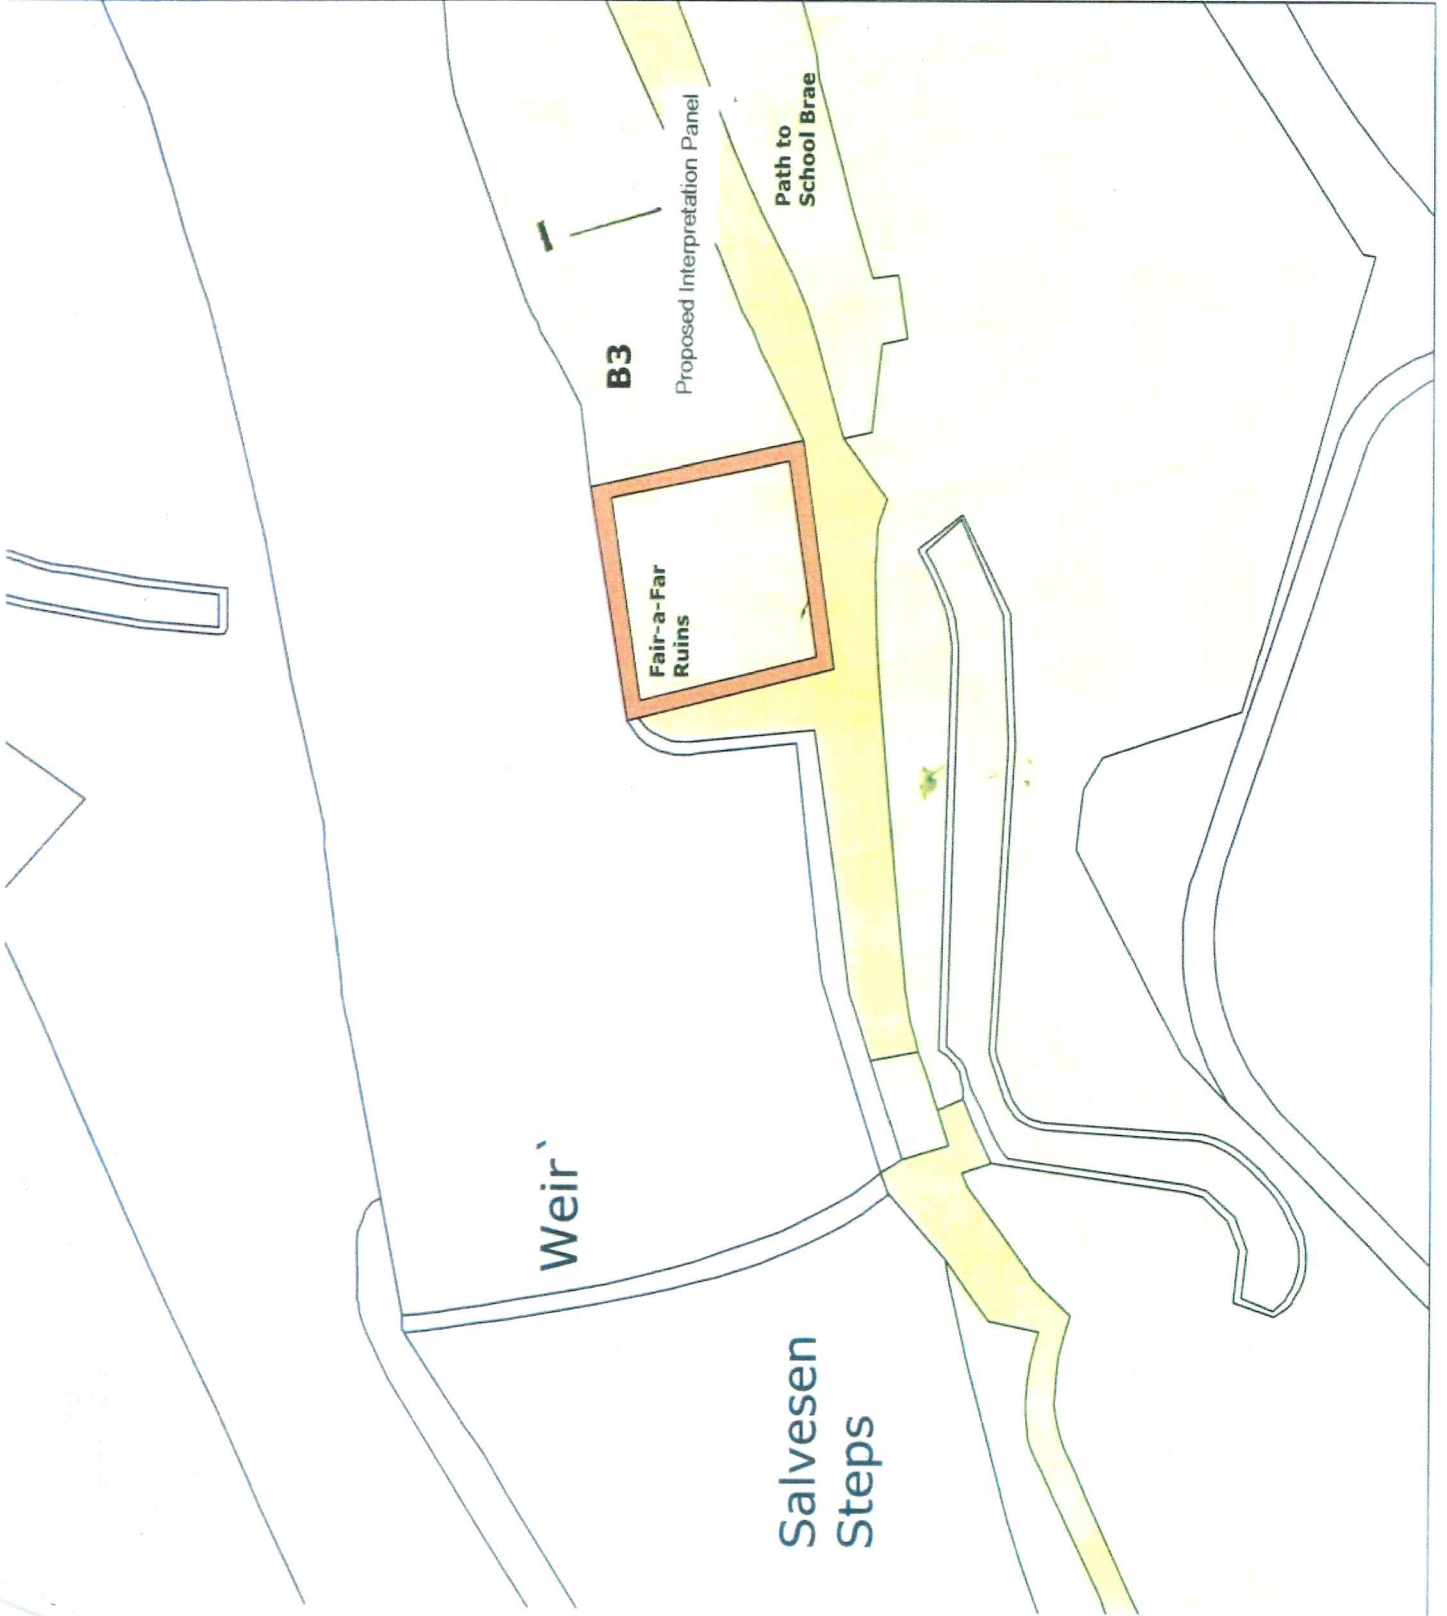 Salvesen
Steps
Weir`
Fair-a-Far
Ruins
B3
Proposed Interpretation Panel
Path to
School Brae